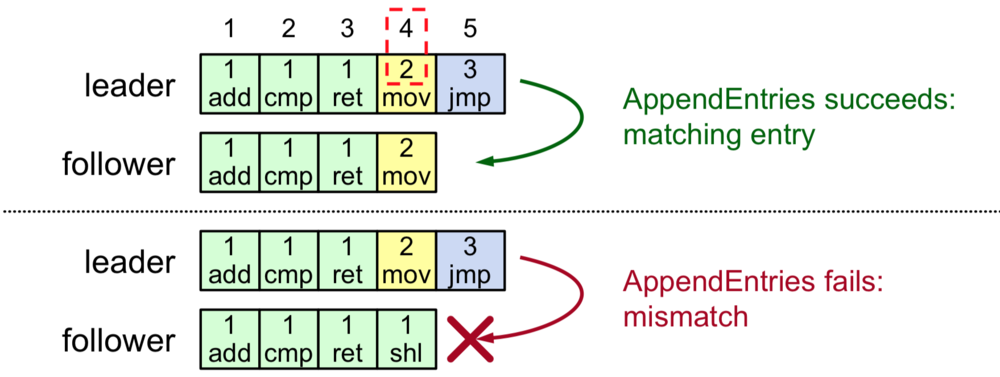 1 2 3 4 5
leader
1 1 1 2 3
add cmp ret mov jmp
AppendEntries succeeds:
matching entry
follower
1 1 1 2
add cmp ret mov
leader
1 1 1 2 3
add cmp ret mov jmp
AppendEntries fails:
mismatch
follower
1 1 1 1
add cmp ret shl